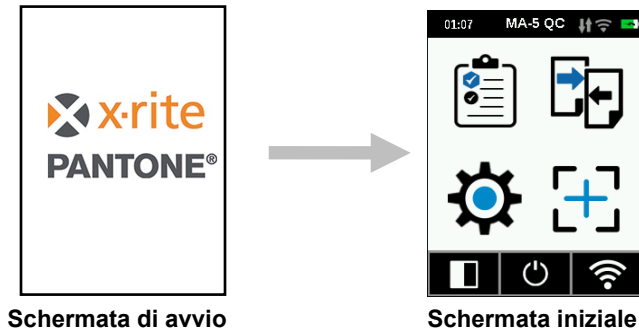 x·rite
PANTONE®
01:07 MA-5 QC
Schermata di avvio
Schermata iniziale